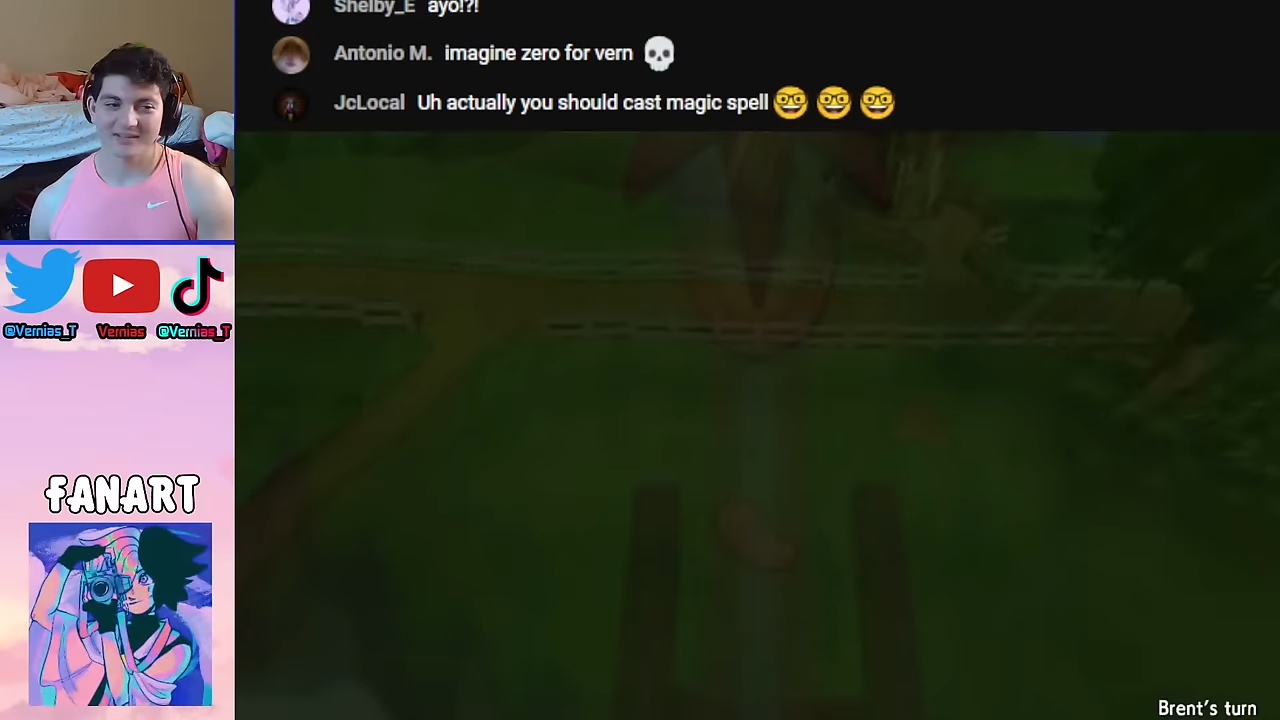 Shelby_E ayo!?!
Antonio M. imagine zero for vern 💀
JcLocal Uh actually you should cast magic spell 🤓 🤓 🤓
@Vernias_T Vernias @Vernias_T
FANART
Brent's turn